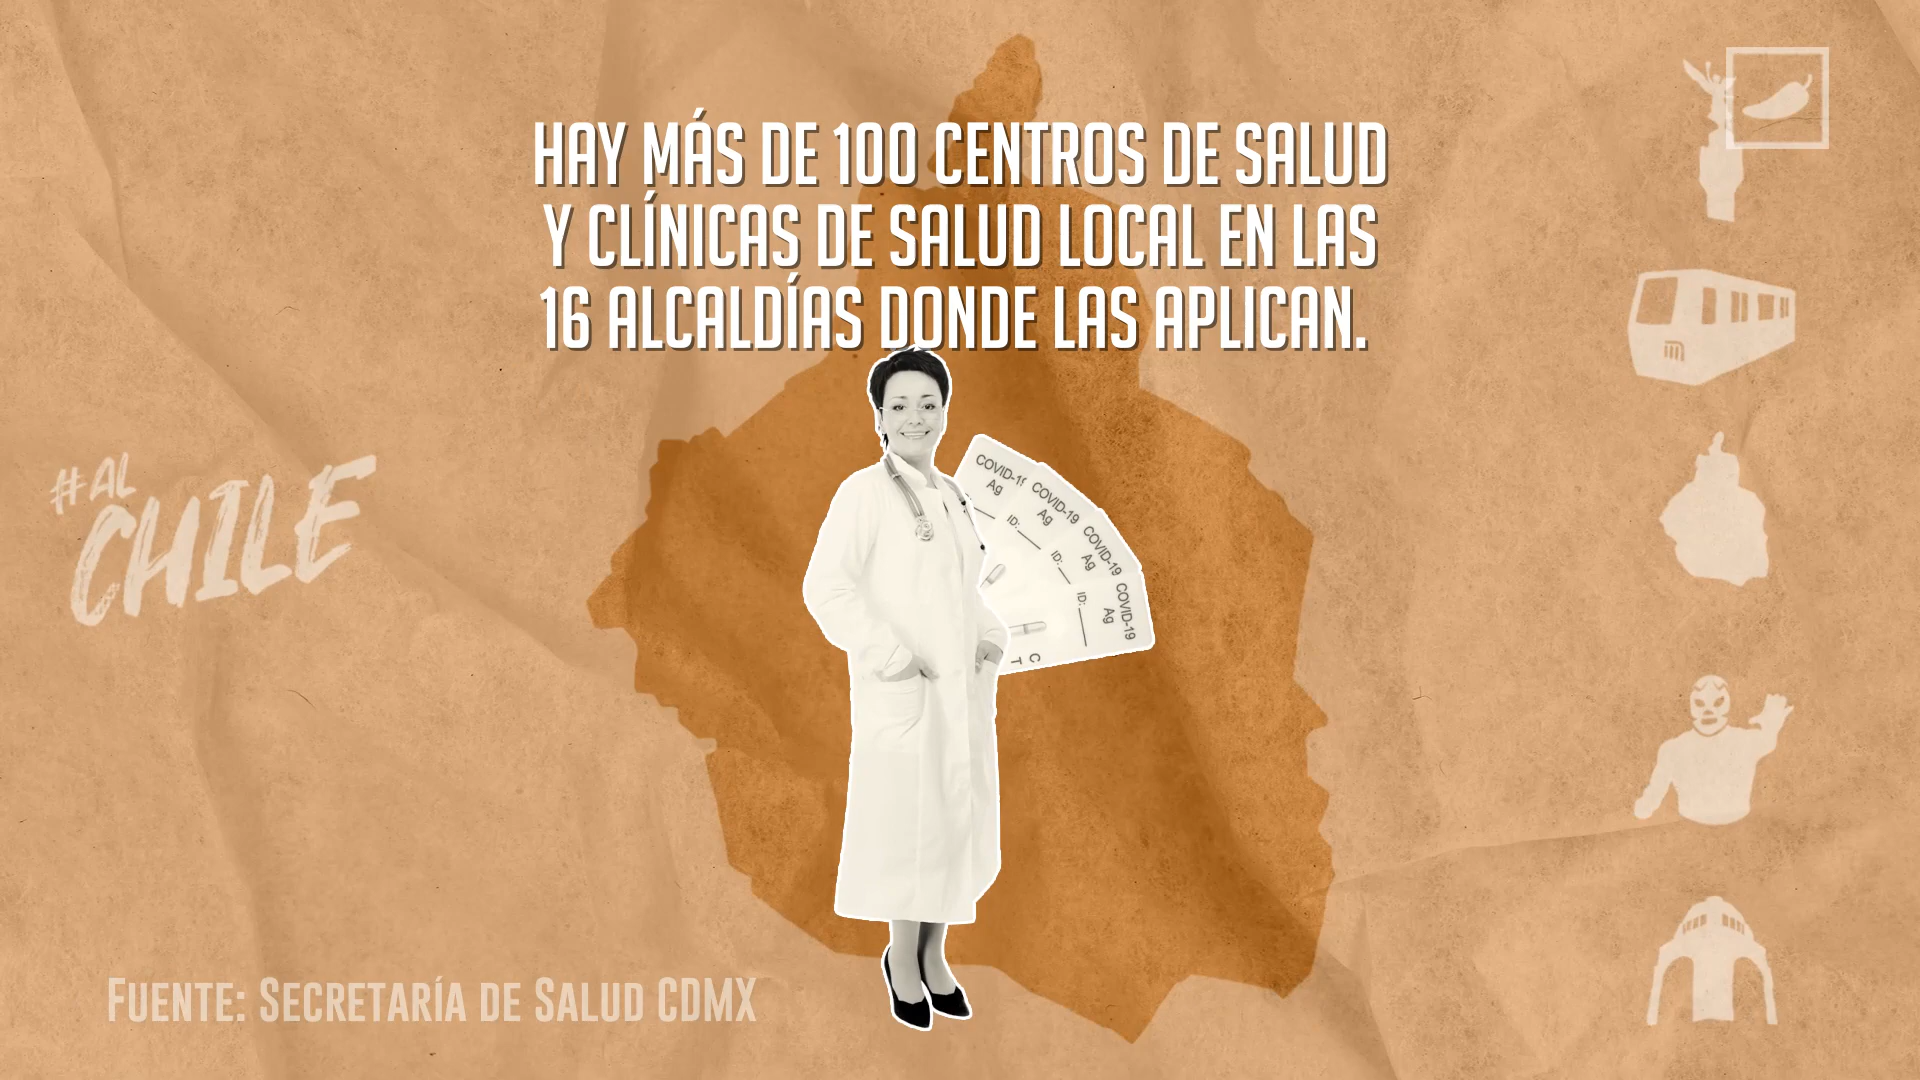 HAY MÁS DE 100 CENTROS DE SALUD
Y CLÍNICAS DE SALUD LOCAL EN LAS
16 ALCALDÍAS DONDE LAS APLICAN.
#AL
CHILE
COVID-19
Ag
ID:
COVID-19
Ag
ID:
COVID-19
Ag
ID:
COVID-19
Ag
C
T
FUENTE: SECRETARÍA DE SALUD CDMX